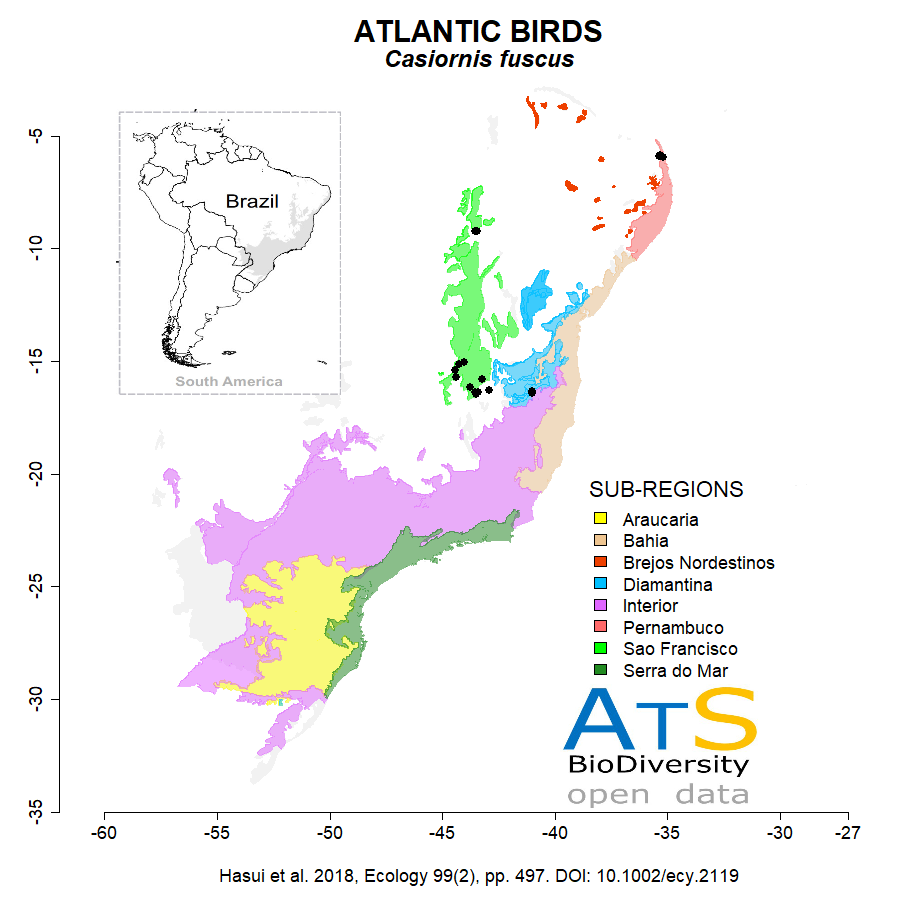 ATLANTIC BIRDS
Casiornis fuscus
-5
-10
-15
-20
-25
-30
-35
Brazil
South America
SUB-REGIONS
Araucaria
Bahia
Brejos Nordestinos
Diamantina
Interior
Pernambuco
Sao Francisco
Serra do Mar
ATS
BioDiversity
open data
-60 -55 -50 -45 -40 -35 -30 -27
Hasui et al. 2018, Ecology 99(2), pp. 497. DOI: 10.1002/ecy.2119